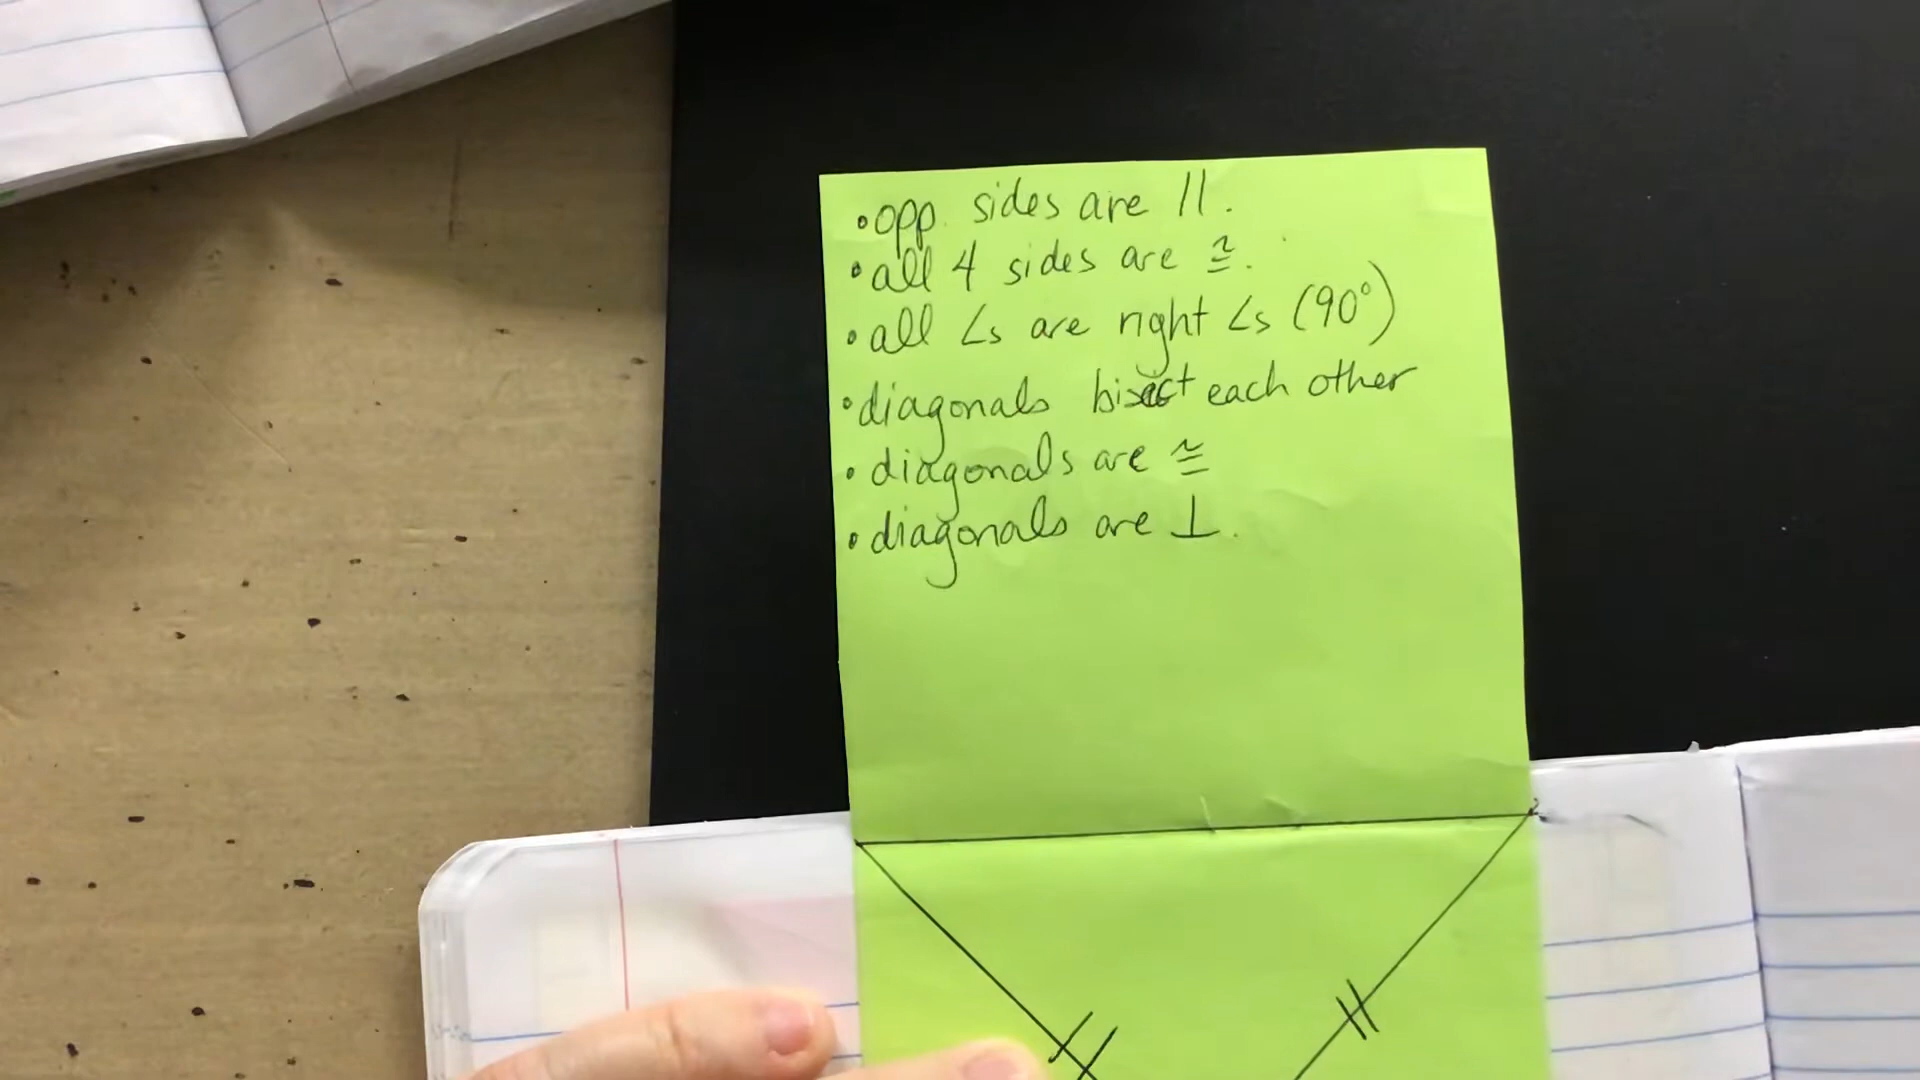 •opp. sides are //.
•all 4 sides are ≅.
•all ∠s are right ∠s (90°)
•diagonals bisect each other
•diagonals are ≅
•diagonals are ⊥.